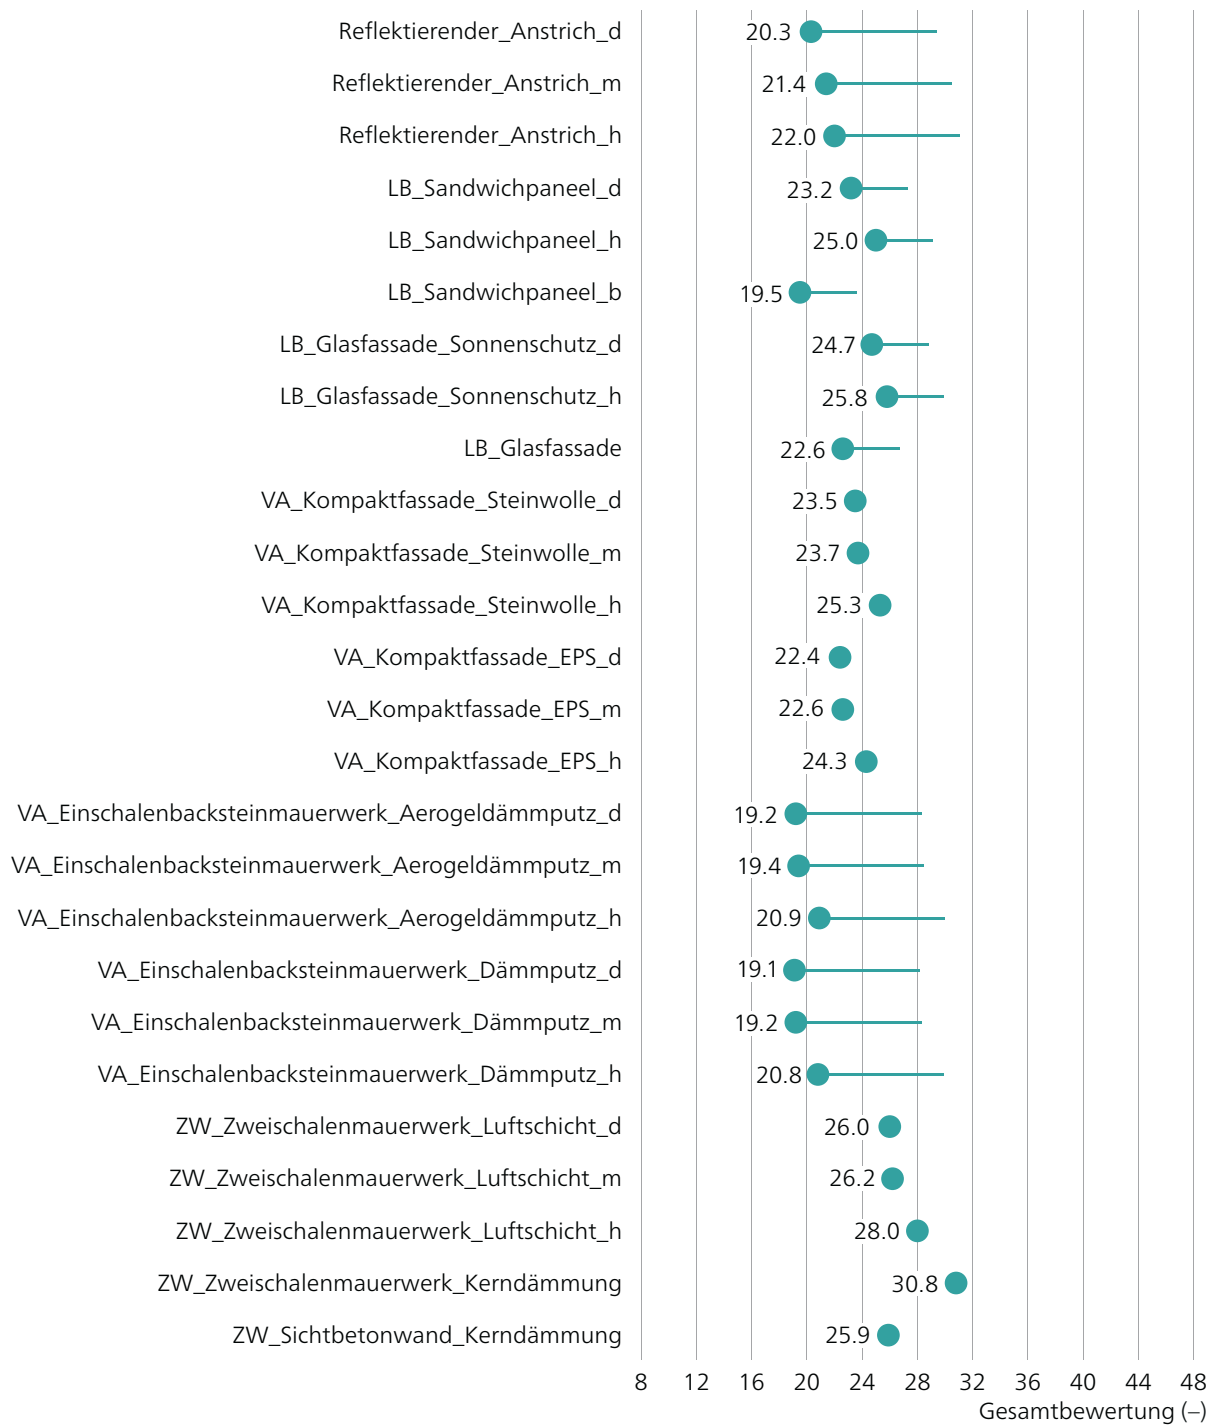 Reflektierender_Anstrich_d 20.3
Reflektierender_Anstrich_m 21.4
Reflektierender_Anstrich_h 22.0
LB_Sandwichpaneel_d 23.2
LB_Sandwichpaneel_h 25.0
LB_Sandwichpaneel_b 19.5
LB_Glasfassade_Sonnenschutz_d 24.7
LB_Glasfassade_Sonnenschutz_h 25.8
LB_Glasfassade 22.6
VA_Kompaktfassade_Steinwolle_d 23.5
VA_Kompaktfassade_Steinwolle_m 23.7
VA_Kompaktfassade_Steinwolle_h 25.3
VA_Kompaktfassade_EPS_d 22.4
VA_Kompaktfassade_EPS_m 22.6
VA_Kompaktfassade_EPS_h 24.3
VA_Einschalenbacksteinmauerwerk_Aerogeldämmputz_d 19.2
VA_Einschalenbacksteinmauerwerk_Aerogeldämmputz_m 19.4
VA_Einschalenbacksteinmauerwerk_Aerogeldämmputz_h 20.9
VA_Einschalenbacksteinmauerwerk_Dämmputz_d 19.1
VA_Einschalenbacksteinmauerwerk_Dämmputz_m 19.2
VA_Einschalenbacksteinmauerwerk_Dämmputz_h 20.8
ZW_Zweischalenmauerwerk_Luftschicht_d 26.0
ZW_Zweischalenmauerwerk_Luftschicht_m 26.2
ZW_Zweischalenmauerwerk_Luftschicht_h 28.0
ZW_Zweischalenmauerwerk_Kerndämmung 30.8
ZW_Sichtbetonwand_Kerndämmung 25.9
8 12 16 20 24 28 32 36 40 44 48
Gesamtbewertung (–)